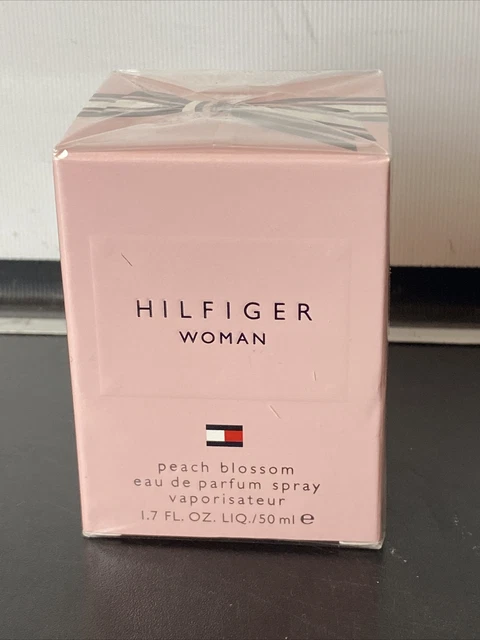 HILFIGER
WOMAN
peach blossom
eau de parfum spray
vaporisateur
1.7 FL. OZ. LIQ./50 ml ℮